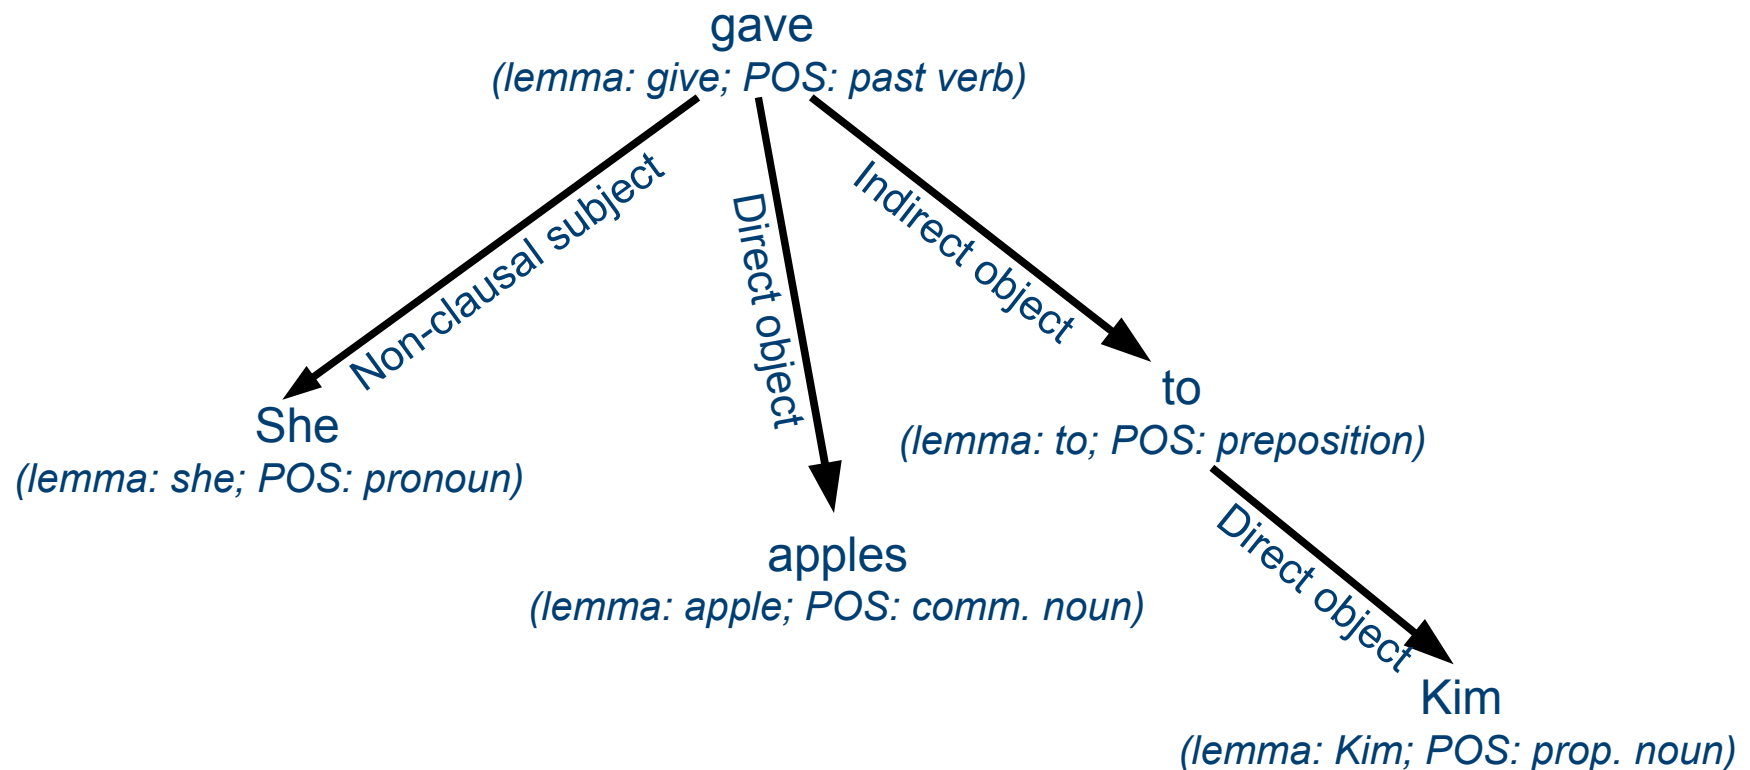 gave
(lemma: give; POS: past verb)
Non-clausal subject
Direct object
Indirect object
She
(lemma: she; POS: pronoun)
to
(lemma: to; POS: preposition)
apples
(lemma: apple; POS: comm. noun)
Direct object
Kim
(lemma: Kim; POS: prop. noun)